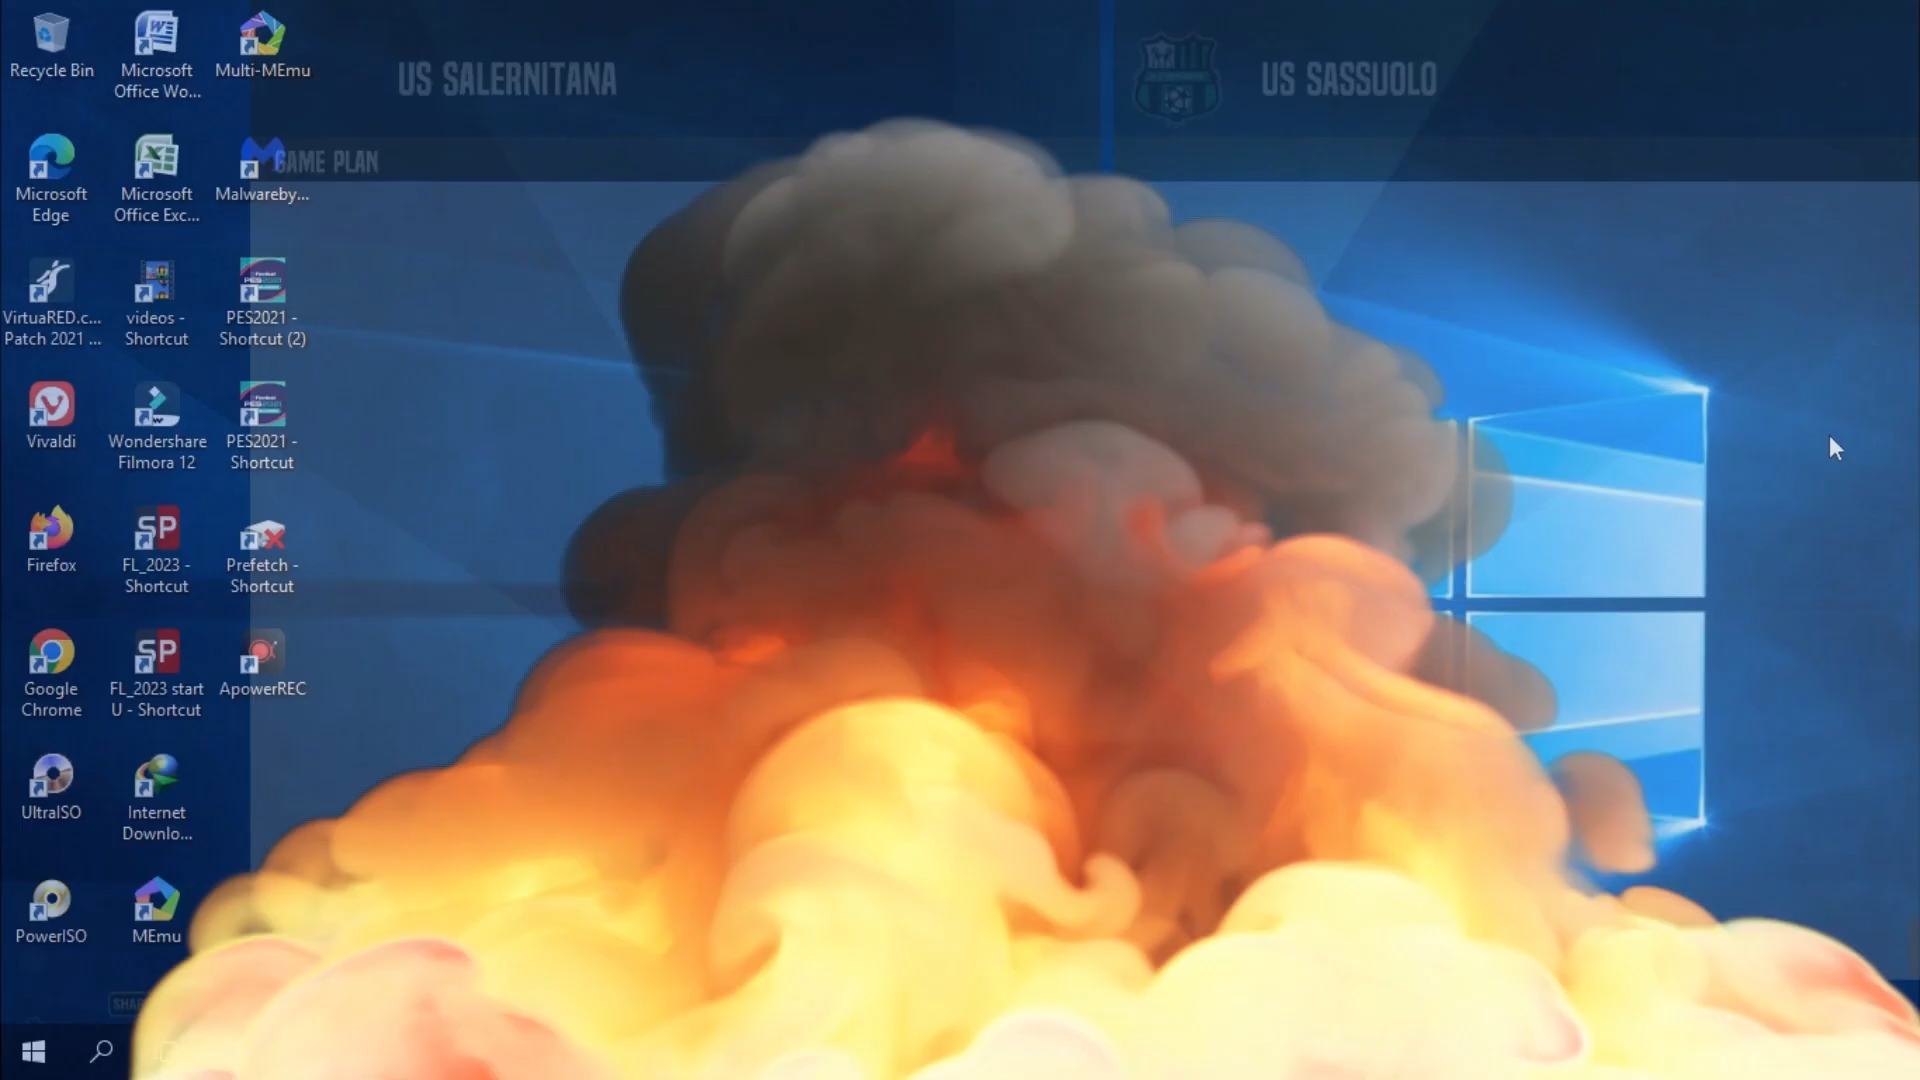 US SALERNITANA
US SASSUOLO
GAME PLAN
Recycle Bin
Microsoft
Office Wo...
Multi-MEmu
Microsoft
Edge
Microsoft
Office Exc...
Malwareby...
VirtuaRED.c...
Patch 2021 ...
videos -
Shortcut
PES2021 -
Shortcut (2)
Vivaldi
Wondershare
Filmora 12
PES2021 -
Shortcut
Firefox
SP
FL_2023 -
Shortcut
Prefetch -
Shortcut
Google
Chrome
SP
FL_2023 start
U - Shortcut
ApowerREC
UltraISO
Internet
Downlo...
PowerISO
MEmu